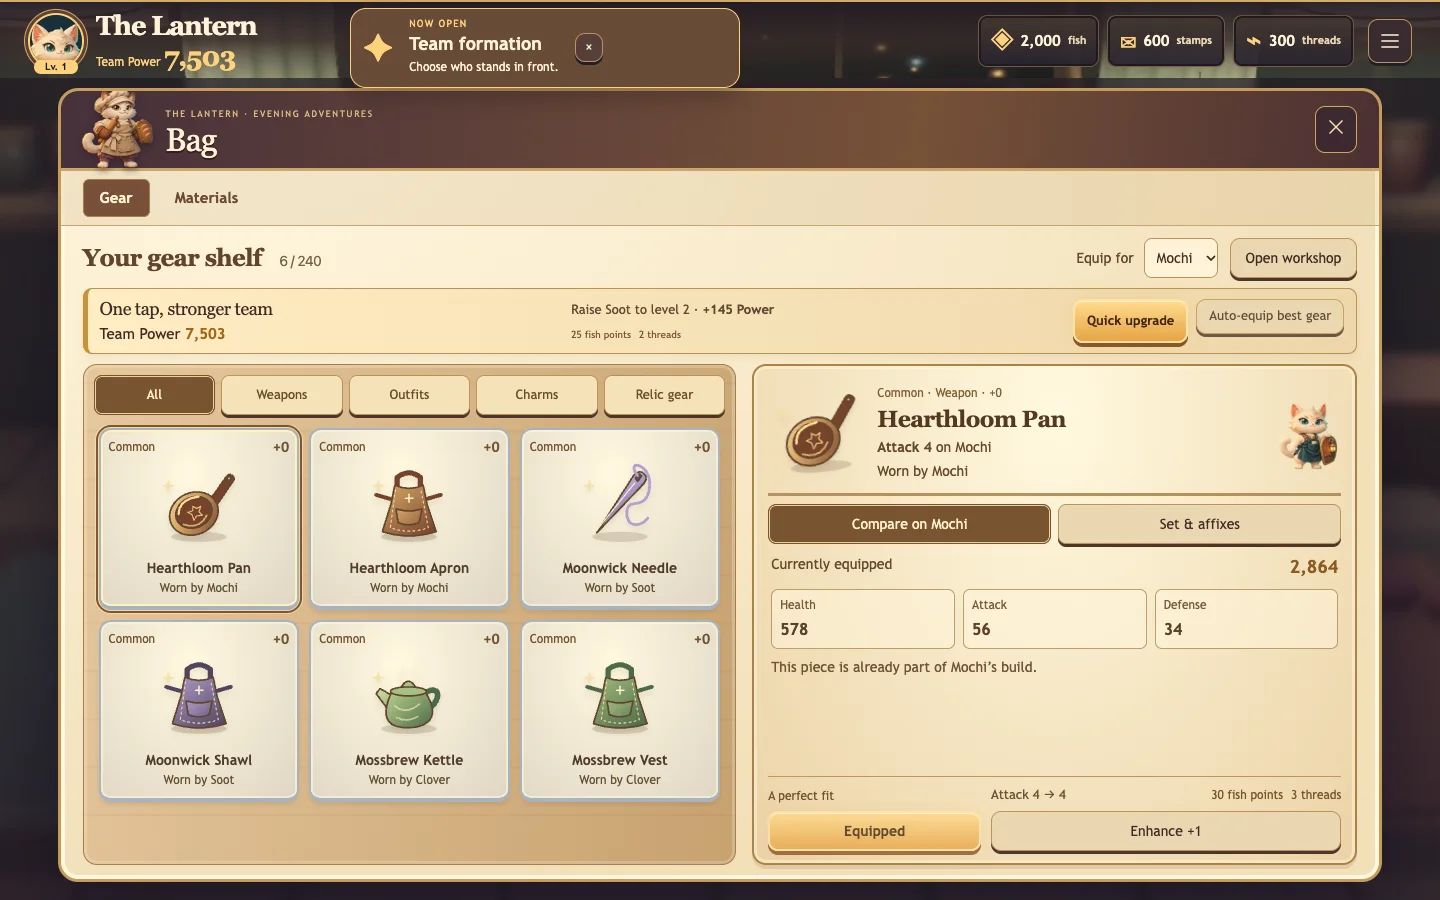 The Lantern
Team Power 7,503
Lv. 1
NOW OPEN
Team formation
Choose who stands in front.
×
2,000 fish
600 stamps
300 threads
THE LANTERN · EVENING ADVENTURES
Bag
Gear
Materials
Your gear shelf 6 / 240
Equip for
Mochi
Open workshop
One tap, stronger team
Team Power 7,503
Raise Soot to level 2 · +145 Power
25 fish points 2 threads
Quick upgrade
Auto-equip best gear
All
Weapons
Outfits
Charms
Relic gear
Common +0
Hearthloom Pan
Worn by Mochi
Common +0
Hearthloom Apron
Worn by Mochi
Common +0
Moonwick Needle
Worn by Soot
Common +0
Moonwick Shawl
Worn by Soot
Common +0
Mossbrew Kettle
Worn by Clover
Common +0
Mossbrew Vest
Worn by Clover
Common · Weapon · +0
Hearthloom Pan
Attack 4 on Mochi
Worn by Mochi
Compare on Mochi
Set & affixes
Currently equipped 2,864
Health
578
Attack
56
Defense
34
This piece is already part of Mochi's build.
A perfect fit
Equipped
Attack 4 → 4
30 fish points 3 threads
Enhance +1